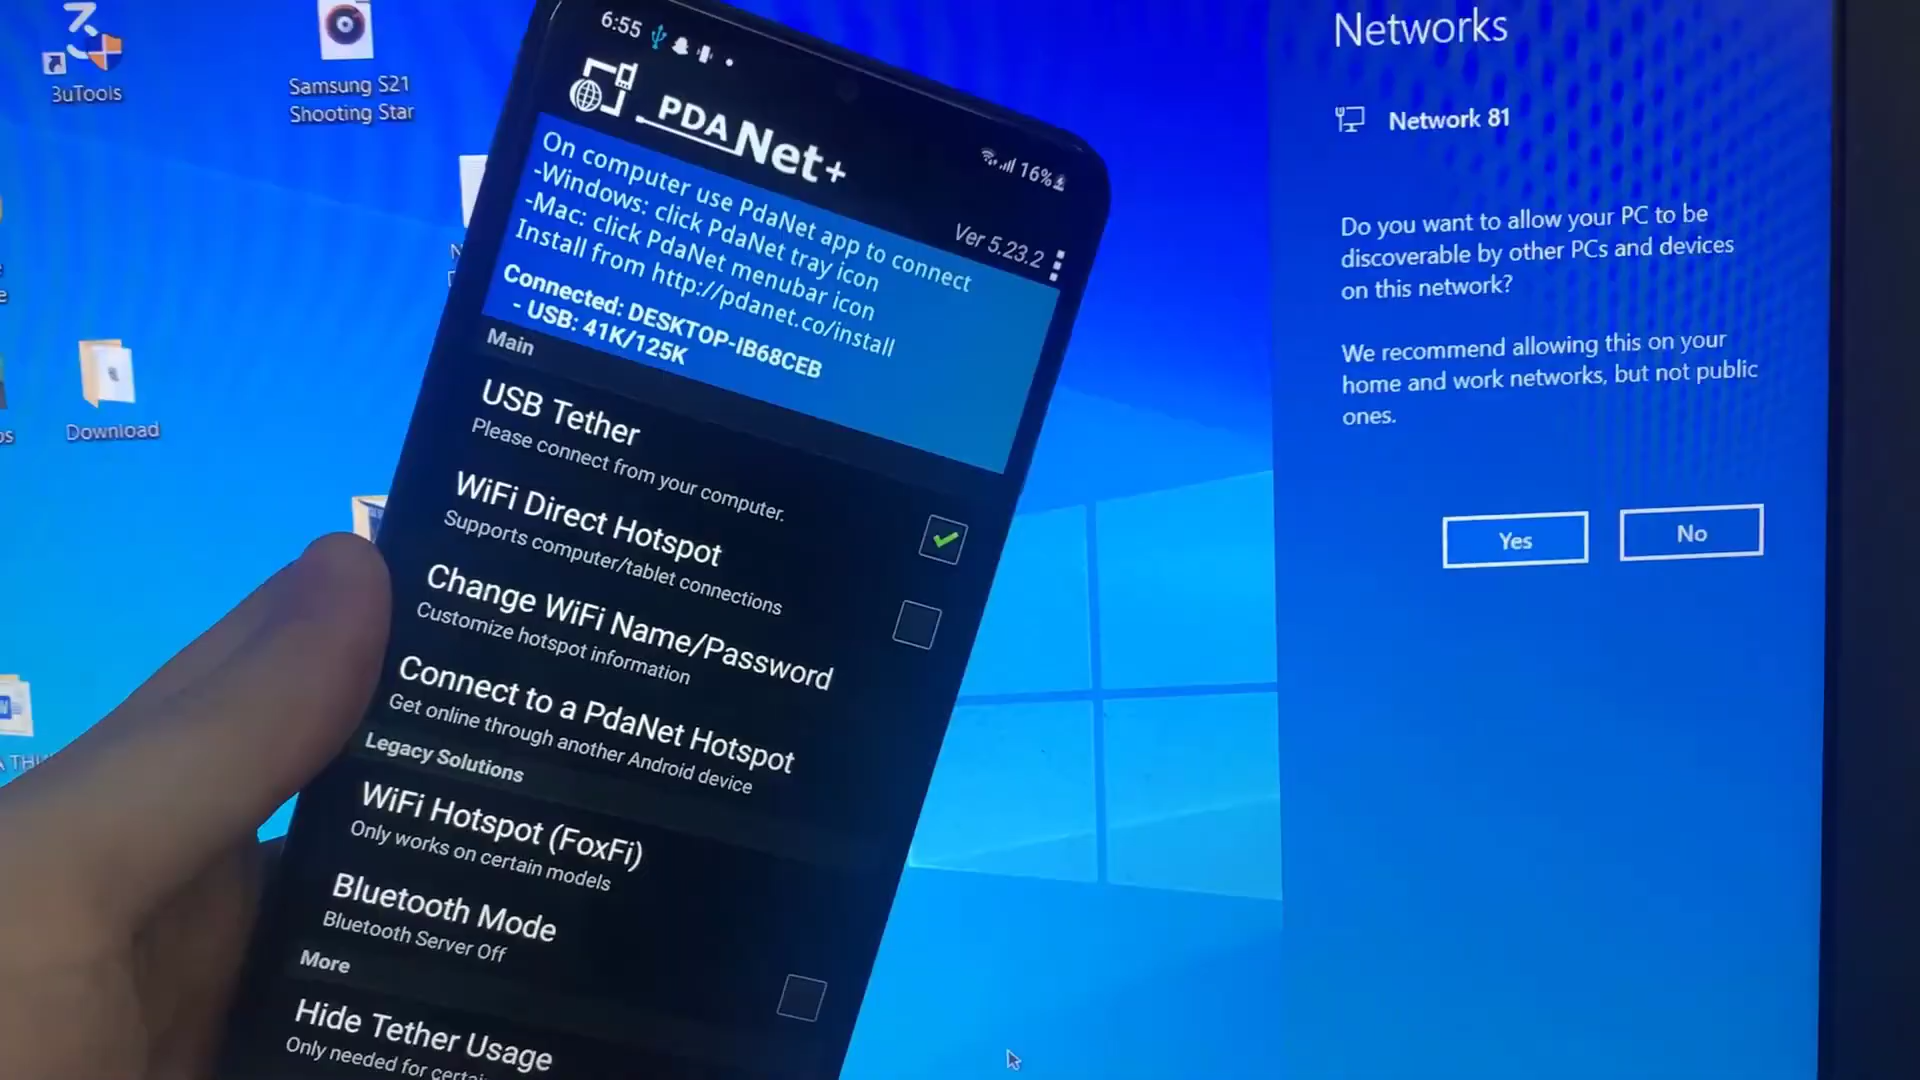 3uTools
Samsung S21
Shooting Star
Download
6:55
16%
PDANet+
Ver 5.23.2
On computer use PdaNet app to connect
-Windows: click PdaNet tray icon
-Mac: click PdaNet menubar icon
Install from http://pdanet.co/install
Connected: DESKTOP-IB68CEB
- USB: 41K/125K
Main
USB Tether
Please connect from your computer.
WiFi Direct Hotspot
Supports computer/tablet connections
Change WiFi Name/Password
Customize hotspot information
Connect to a PdaNet Hotspot
Get online through another Android device
Legacy Solutions
WiFi Hotspot (FoxFi)
Only works on certain models
Bluetooth Mode
Bluetooth Server Off
More
Hide Tether Usage
Only needed for
Networks
Network 81
Do you want to allow your PC to be
discoverable by other PCs and devices
on this network?
We recommend allowing this on your
home and work networks, but not public
ones.
Yes
No